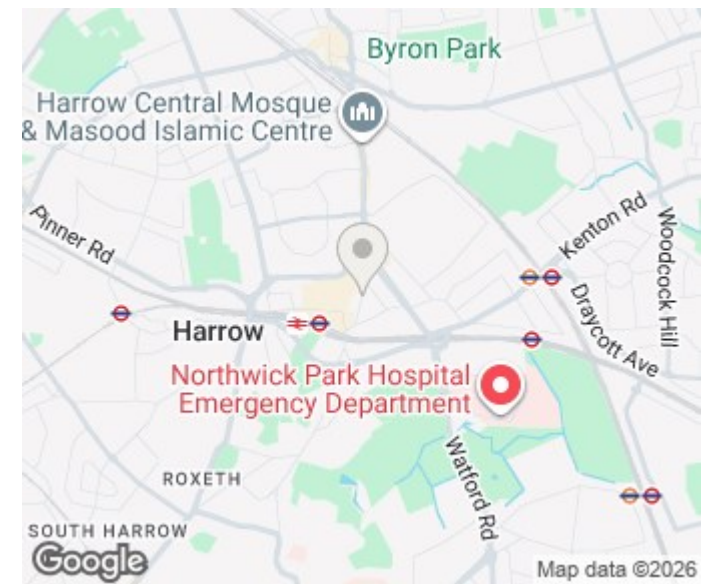 Byron Park
Harrow Central Mosque
& Masood Islamic Centre
Pinner Rd
Kenton Rd
Woodcock Hill
Draycott Ave
Harrow
Northwick Park Hospital
Emergency Department
Watford Rd
ROXETH
SOUTH HARROW
Google
Map data ©2026